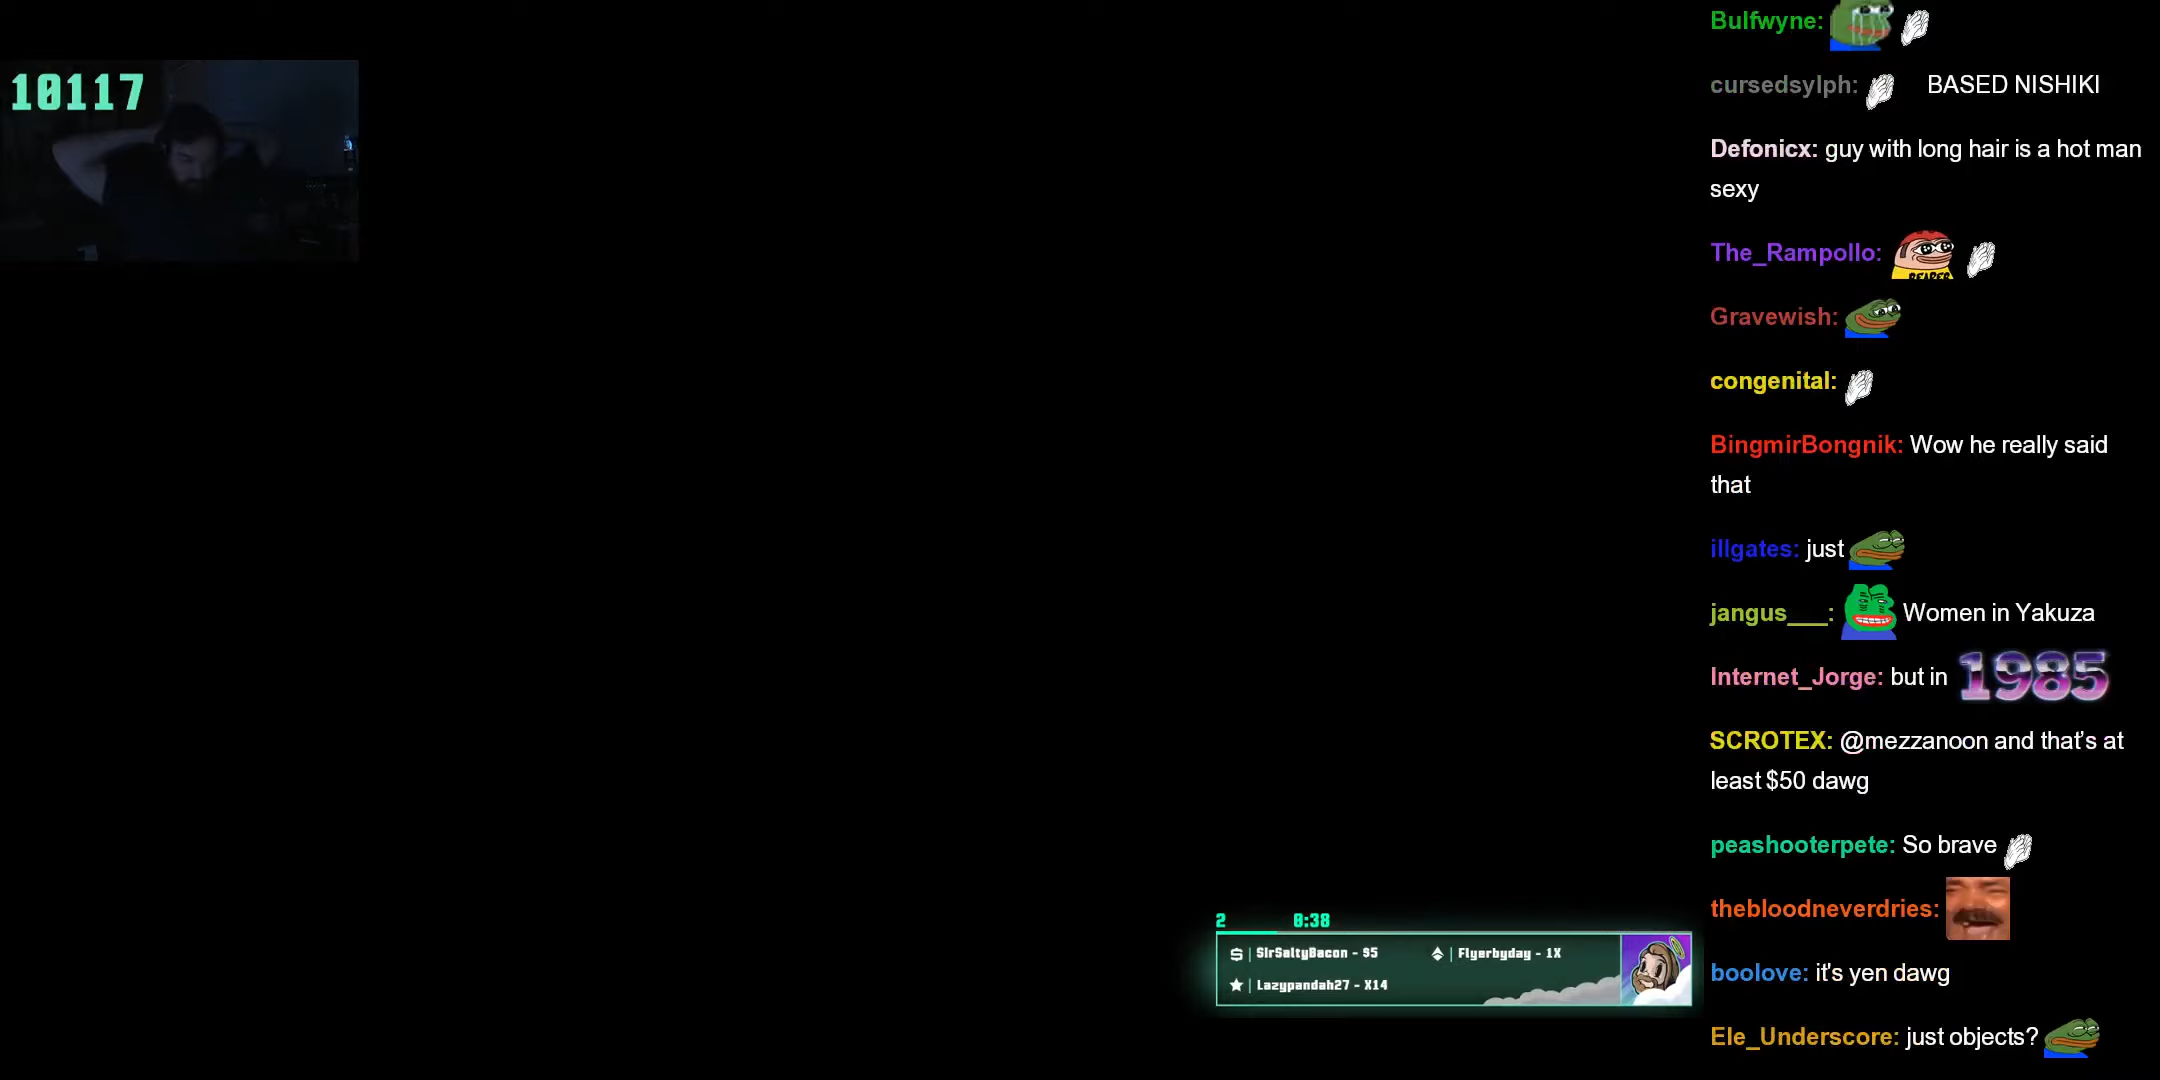 10117
Bulfwyne:
cursedsylph: BASED NISHIKI
Defonicx: guy with long hair is a hot man
sexy
The_Rampollo:
REAPER
Gravewish:
congenital:
BingmirBongnik: Wow he really said
that
illgates: just
jangus___: Women in Yakuza
Internet_Jorge: but in 1985
SCROTEX: @mezzanoon and that's at
least $50 dawg
peashooterpete: So brave
thebloodneverdries:
boolove: it's yen dawg
Ele_Underscore: just objects?
2 0:38
$ | SirSaltyBacon - $5 | Flyerbyday - 1X
| Lazypandah27 - X14